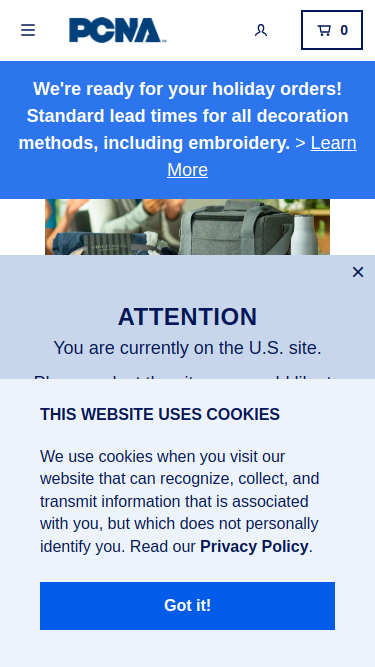 PCNA
0
We're ready for your holiday orders!
Standard lead times for all decoration
methods, including embroidery. > Learn
More
ATTENTION
You are currently on the U.S. site.
THIS WEBSITE USES COOKIES
We use cookies when you visit our
website that can recognize, collect, and
transmit information that is associated
with you, but which does not personally
identify you. Read our Privacy Policy.
Got it!